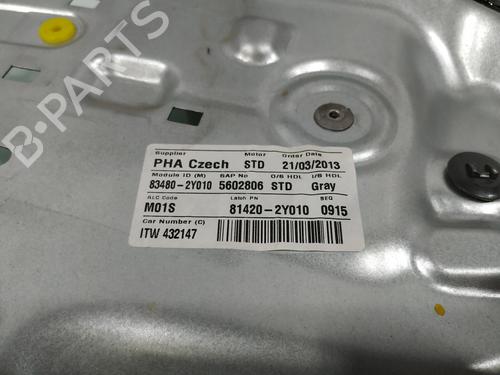 B-PARTS
Supplier Motor Order Date
PHA Czech STD 21/03/2013
Module ID (M) SAP No O/S HDL I/S HDL
83480-2Y010 5602806 STD Gray
ALC Code Latch PN SEQ
M01S 81420-2Y010 0915
Car Number (C)
ITW 432147